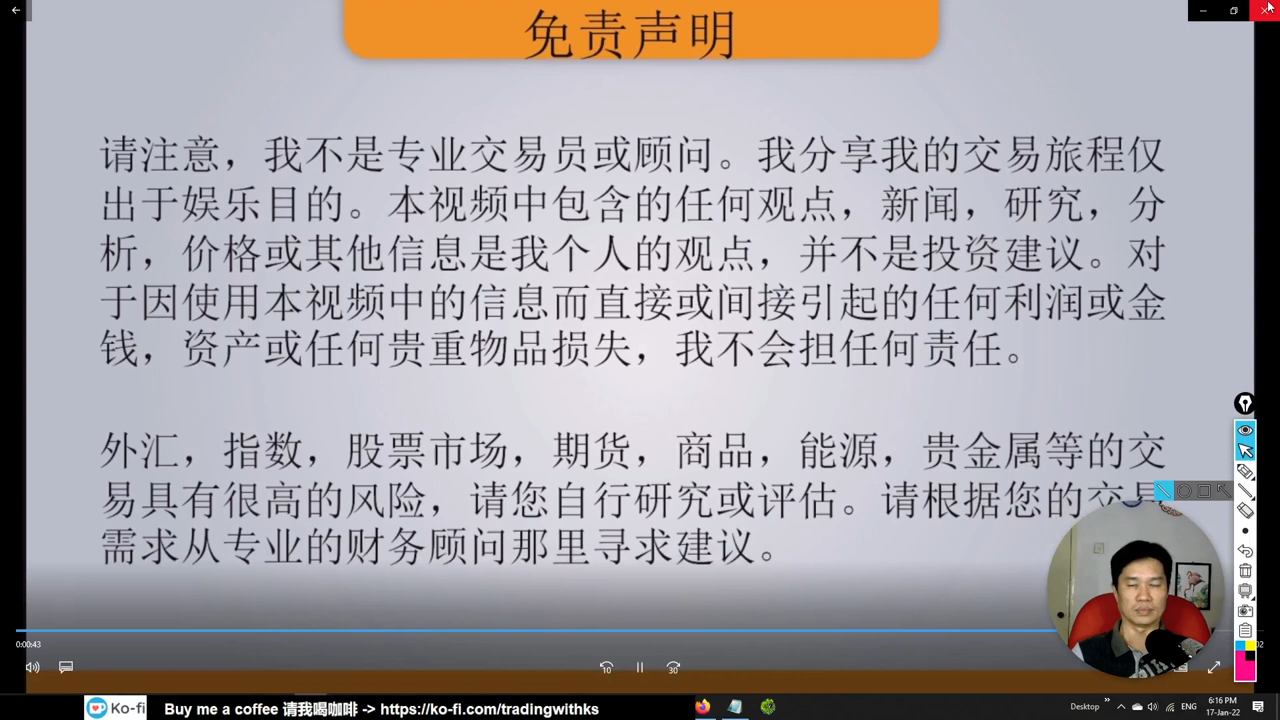 免责声明
请注意，我不是专业交易员或顾问。我分享我的交易旅程仅
出于娱乐目的。本视频中包含的任何观点，新闻，研究，分
析，价格或其他信息是我个人的观点，并不是投资建议。对
于因使用本视频中的信息而直接或间接引起的任何利润或金
钱，资产或任何贵重物品损失，我不会担任何责任。
外汇，指数，股票市场，期货，商品，能源，贵金属等的交
易具有很高的风险，请您自行研究或评估。请根据您的交易
需求从专业的财务顾问那里寻求建议。
0:00:43
10
30
Ko-fi Buy me a coffee 请我喝咖啡 -> https://ko-fi.com/tradingwithks
Desktop
ENG
6:16 PM
17-Jan-22